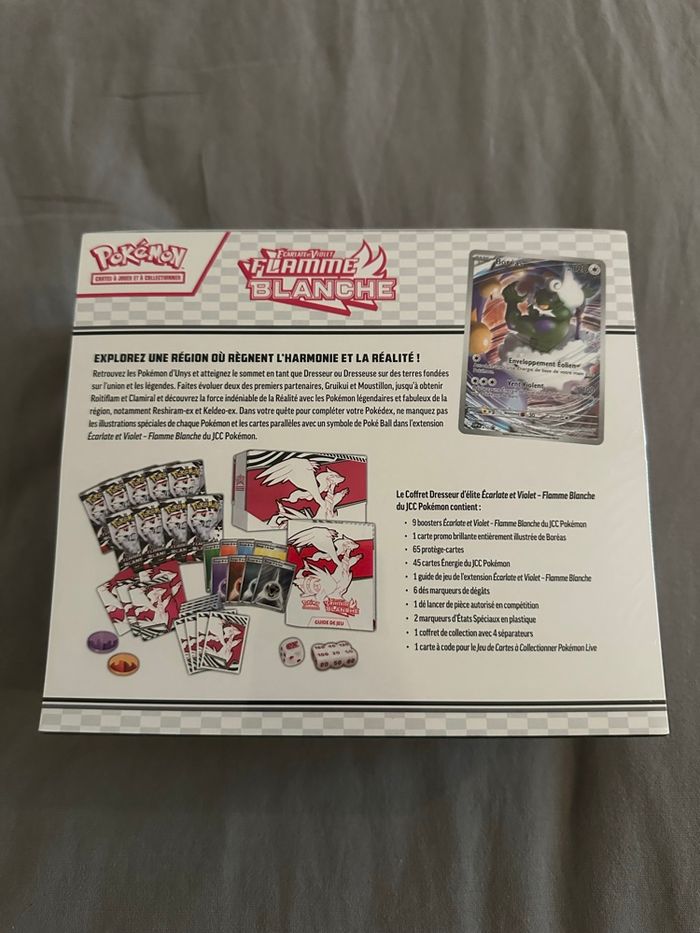 POKÉMON
CARTES À JOUER ET À COLLECTIONNER
ÉCARLATE ET VIOLET
FLAMME
BLANCHE
Boréas
Enveloppement Éolien
Vent Violent
EXPLOREZ UNE RÉGION OÙ RÈGNENT L'HARMONIE ET LA RÉALITÉ !
Retrouvez les Pokémon d'Unys et atteignez le sommet en tant que Dresseur ou Dresseuse sur des terres fondées
sur l'union et les légendes. Faites évoluer deux des premiers partenaires, Gruikui et Moustillon, jusqu'à obtenir
Roitiflam et Clamiral et découvrez la force indéniable de la Réalité avec les Pokémon légendaires et fabuleux de la
région, notamment Reshiram-ex et Keldeo-ex. Dans votre quête pour compléter votre Pokédex, ne manquez pas
les illustrations spéciales de chaque Pokémon et les cartes parallèles avec un symbole de Poké Ball dans l'extension
Écarlate et Violet – Flamme Blanche du JCC Pokémon.
GUIDE DE JEU
Le Coffret Dresseur d'élite Écarlate et Violet – Flamme Blanche
du JCC Pokémon contient :
• 9 boosters Écarlate et Violet – Flamme Blanche du JCC Pokémon
• 1 carte promo brillante entièrement illustrée de Boréas
• 65 protège-cartes
• 45 cartes Énergie du JCC Pokémon
• 1 guide de jeu de l'extension Écarlate et Violet – Flamme Blanche
• 6 dés marqueurs de dégâts
• 1 dé lancer de pièce autorisé en compétition
• 2 marqueurs d'États Spéciaux en plastique
• 1 coffret de collection avec 4 séparateurs
• 1 carte à code pour le Jeu de Cartes à Collectionner Pokémon Live